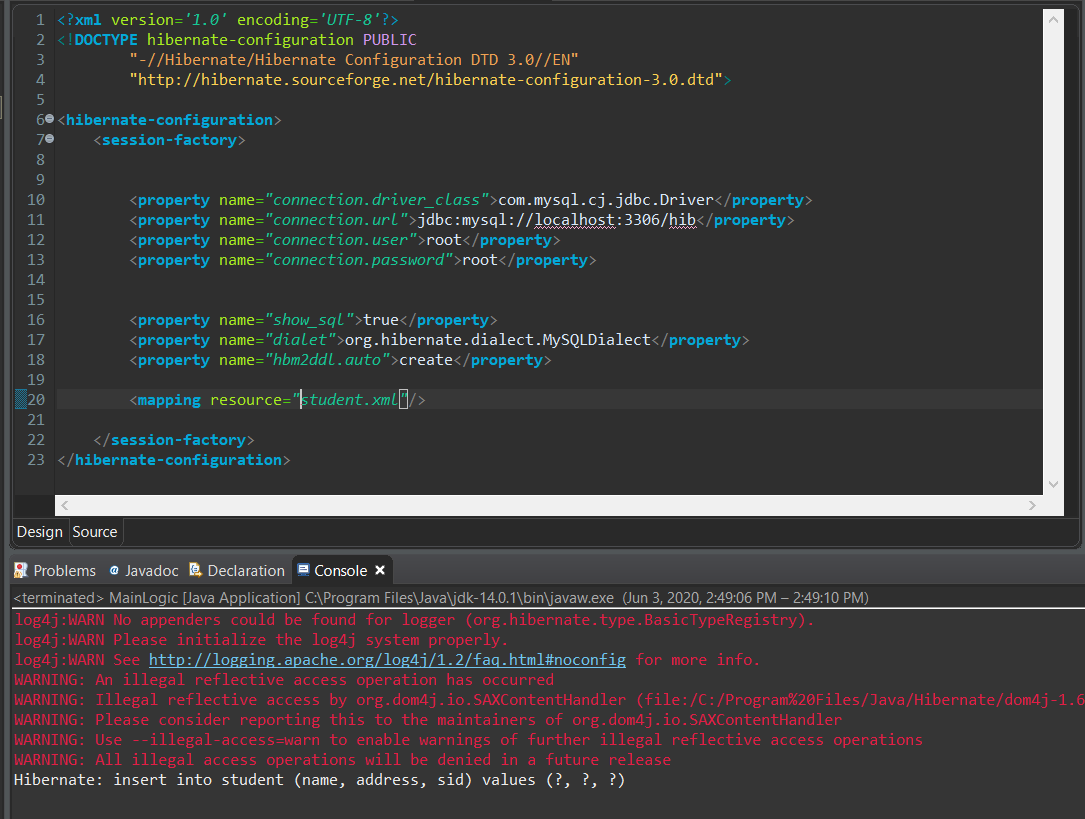 1 <?xml version='1.0' encoding='UTF-8'?>
2 <!DOCTYPE hibernate-configuration PUBLIC
3 "-//Hibernate/Hibernate Configuration DTD 3.0//EN"
4 "http://hibernate.sourceforge.net/hibernate-configuration-3.0.dtd">
5
6 <hibernate-configuration>
7 <session-factory>
8
9
10 <property name="connection.driver_class">com.mysql.cj.jdbc.Driver</property>
11 <property name="connection.url">jdbc:mysql://localhost:3306/hib</property>
12 <property name="connection.user">root</property>
13 <property name="connection.password">root</property>
14
15
16 <property name="show_sql">true</property>
17 <property name="dialet">org.hibernate.dialect.MySQLDialect</property>
18 <property name="hbm2ddl.auto">create</property>
19
20 <mapping resource="student.xml"/>
21
22 </session-factory>
23 </hibernate-configuration>
Design Source
Problems Javadoc Declaration Console
<terminated> MainLogic [Java Application] C:\Program Files\Java\jdk-14.0.1\bin\javaw.exe (Jun 3, 2020, 2:49:06 PM – 2:49:10 PM)
log4j:WARN No appenders could be found for logger (org.hibernate.type.BasicTypeRegistry).
log4j:WARN Please initialize the log4j system properly.
log4j:WARN See http://logging.apache.org/log4j/1.2/faq.html#noconfig for more info.
WARNING: An illegal reflective access operation has occurred
WARNING: Illegal reflective access by org.dom4j.io.SAXContentHandler (file:/C:/Program%20Files/Java/Hibernate/dom4j-1.6
WARNING: Please consider reporting this to the maintainers of org.dom4j.io.SAXContentHandler
WARNING: Use --illegal-access=warn to enable warnings of further illegal reflective access operations
WARNING: All illegal access operations will be denied in a future release
Hibernate: insert into student (name, address, sid) values (?, ?, ?)